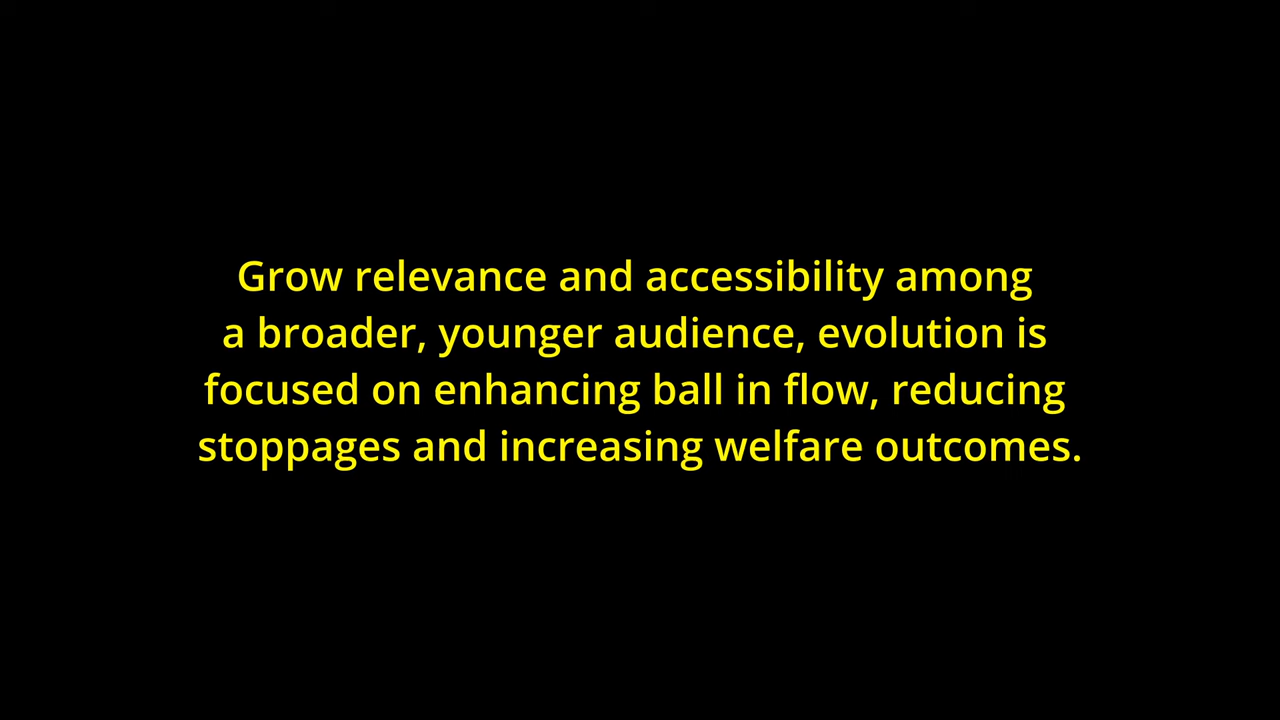 Grow relevance and accessibility among
a broader, younger audience, evolution is
focused on enhancing ball in flow, reducing
stoppages and increasing welfare outcomes.